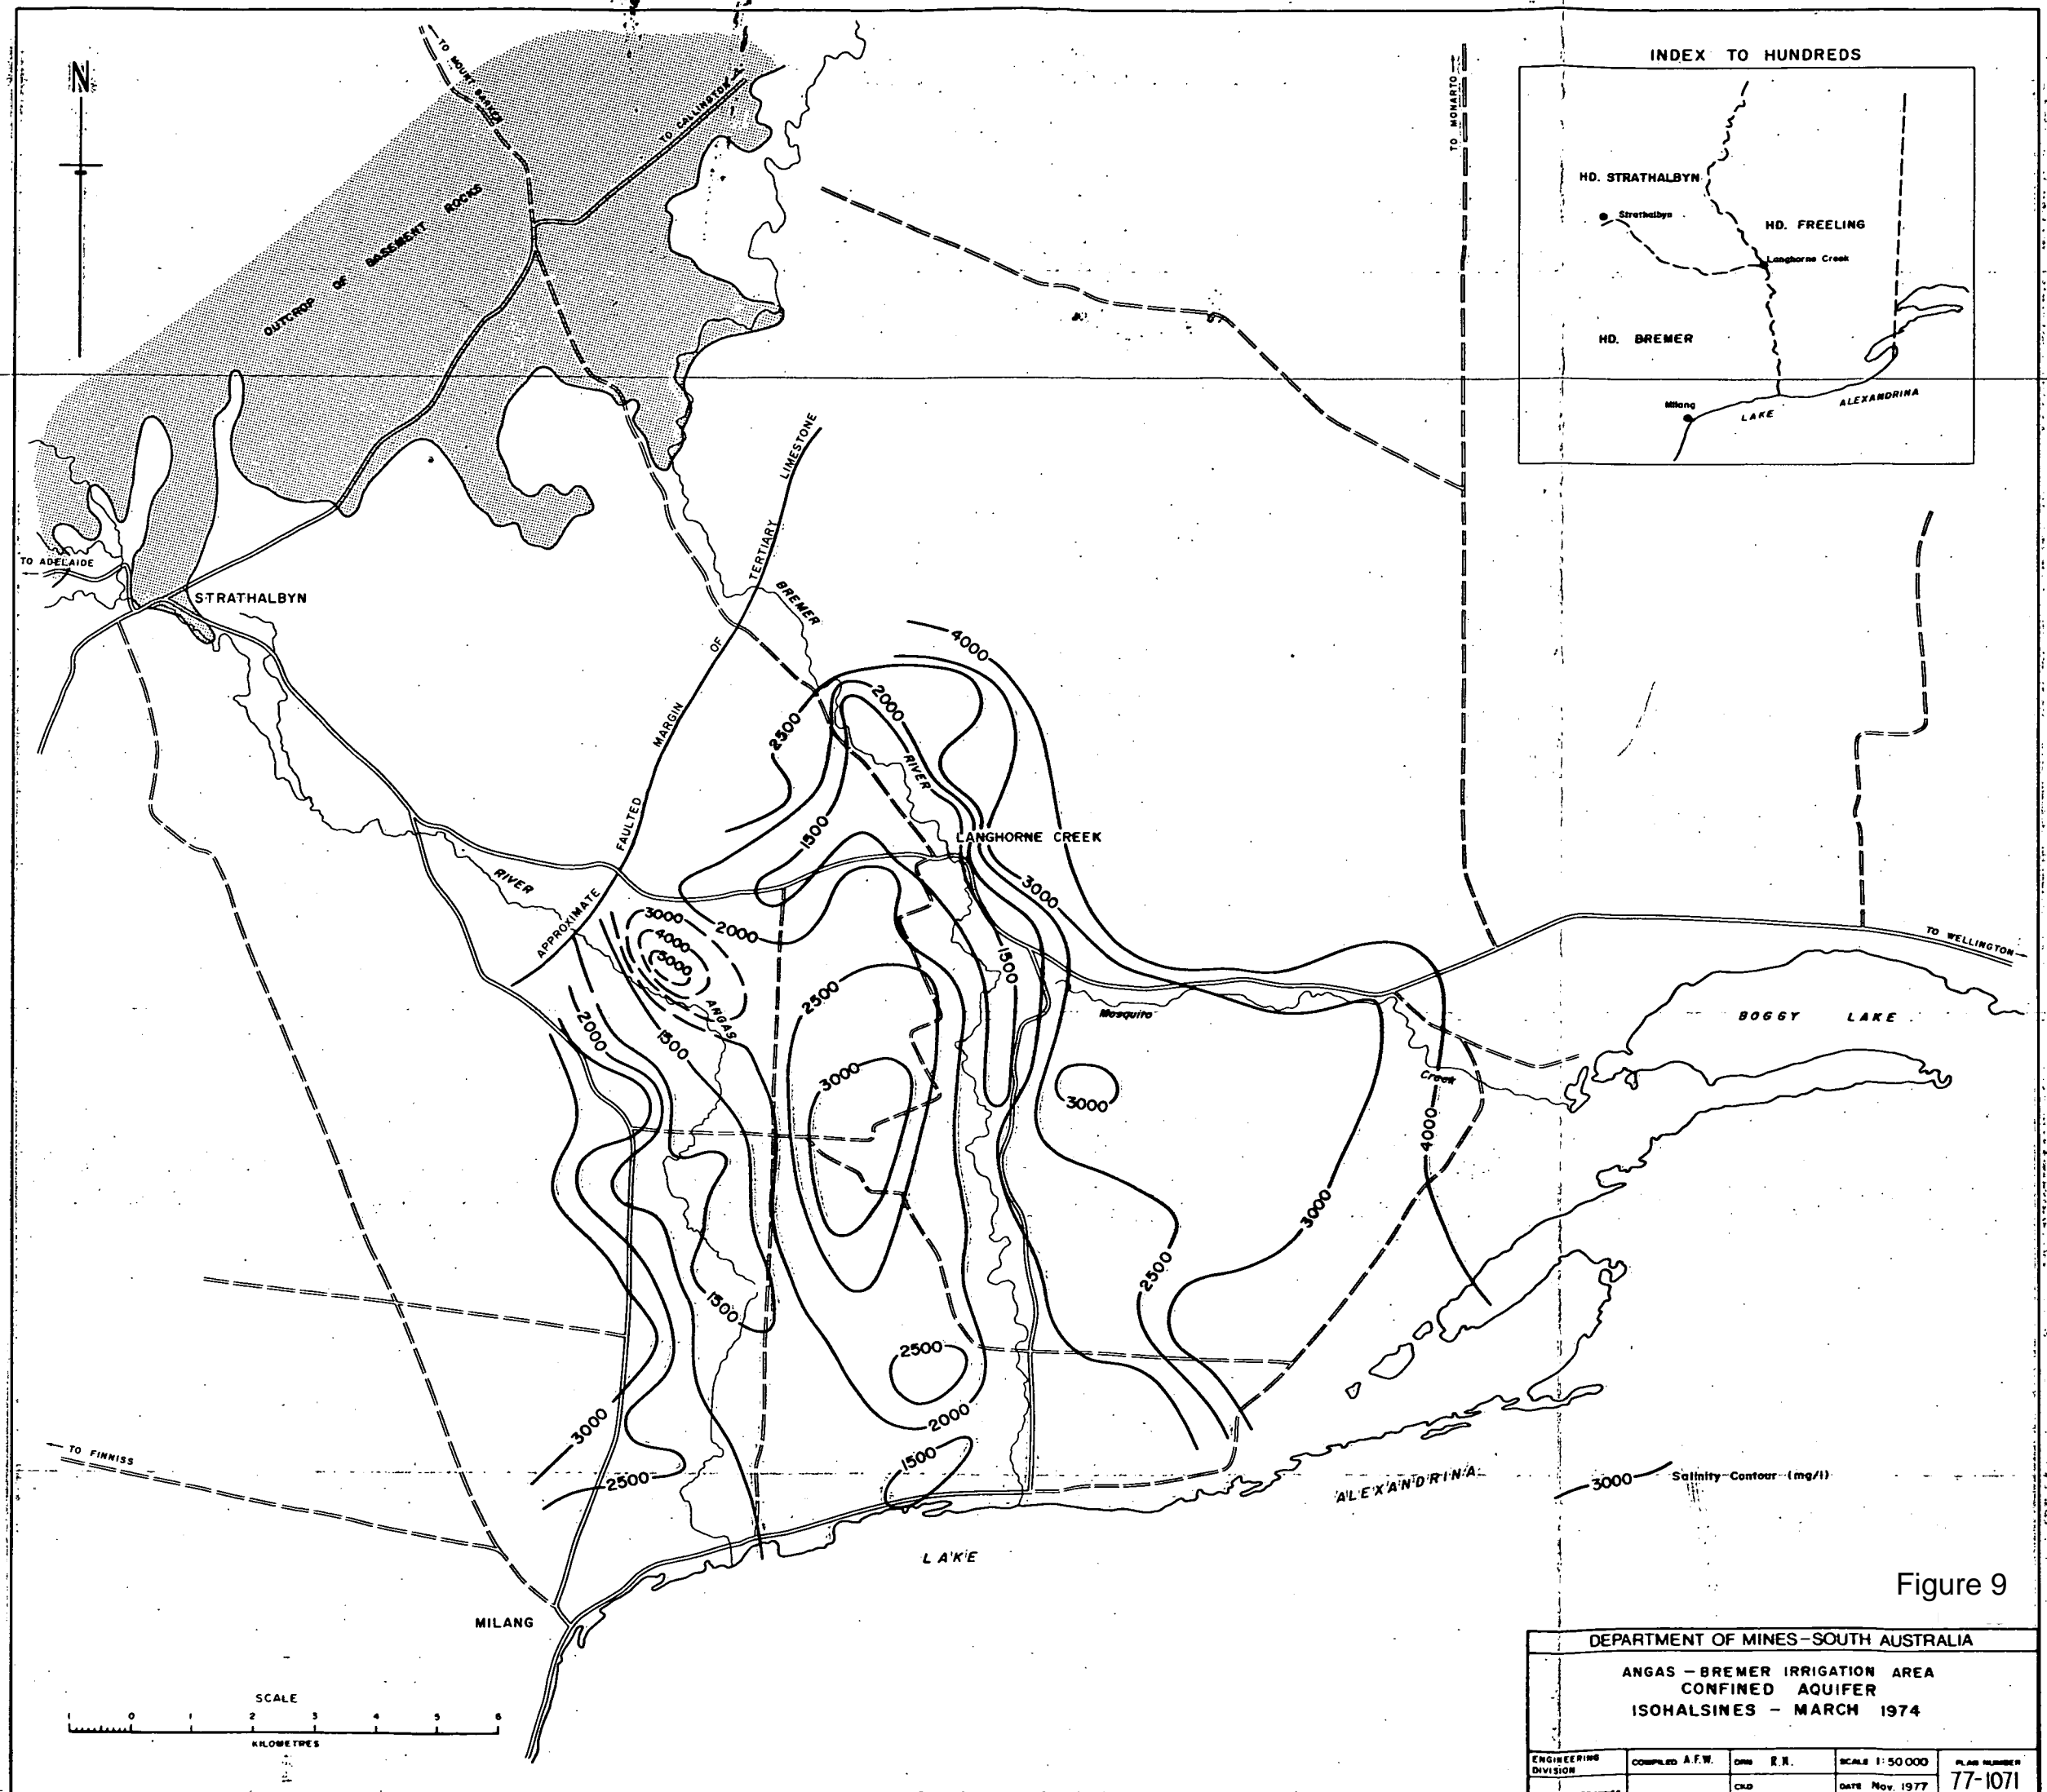 N
TO MOUNT BARKER
TO CALLINGTON
TO MONARTO
INDEX TO HUNDREDS
HD. STRATHALBYN
Strathalbyn
HD. FREELING
Langhorne Creek
HD. BREMER
Milang
LAKE ALEXANDRINA
OUTCROP OF BASEMENT ROCKS
TO ADELAIDE
STRATHALBYN
APPROXIMATE FAULTED MARGIN OF TERTIARY LIMESTONE
BREMER
RIVER
4000
2000
2500
1500
LANGHORNE CREEK
RIVER
ANGAS
3000
4000
5000
2000
3000
1500
2500
2000
1500
3000
3000
Mosquito
Creek
4000
3000
2500
1500
2500
2000
1500
3000
2500
TO WELLINGTON
BOGGY LAKE
TO FINNISS
LAKE
ALEXANDRINA
3000
Salinity Contour (mg/l)
MILANG
SCALE
1 0 1 2 3 4 5 6
KILOMETRES
Figure 9
DEPARTMENT OF MINES-SOUTH AUSTRALIA
ANGAS - BREMER IRRIGATION AREA
CONFINED AQUIFER
ISOHALSINES - MARCH 1974
ENGINEERING
DIVISION
COMPILED A.F.W.
DRN R.N.
SCALE 1:50 000
PLAN NUMBER
CKD
DATE Nov. 1977
77-1071